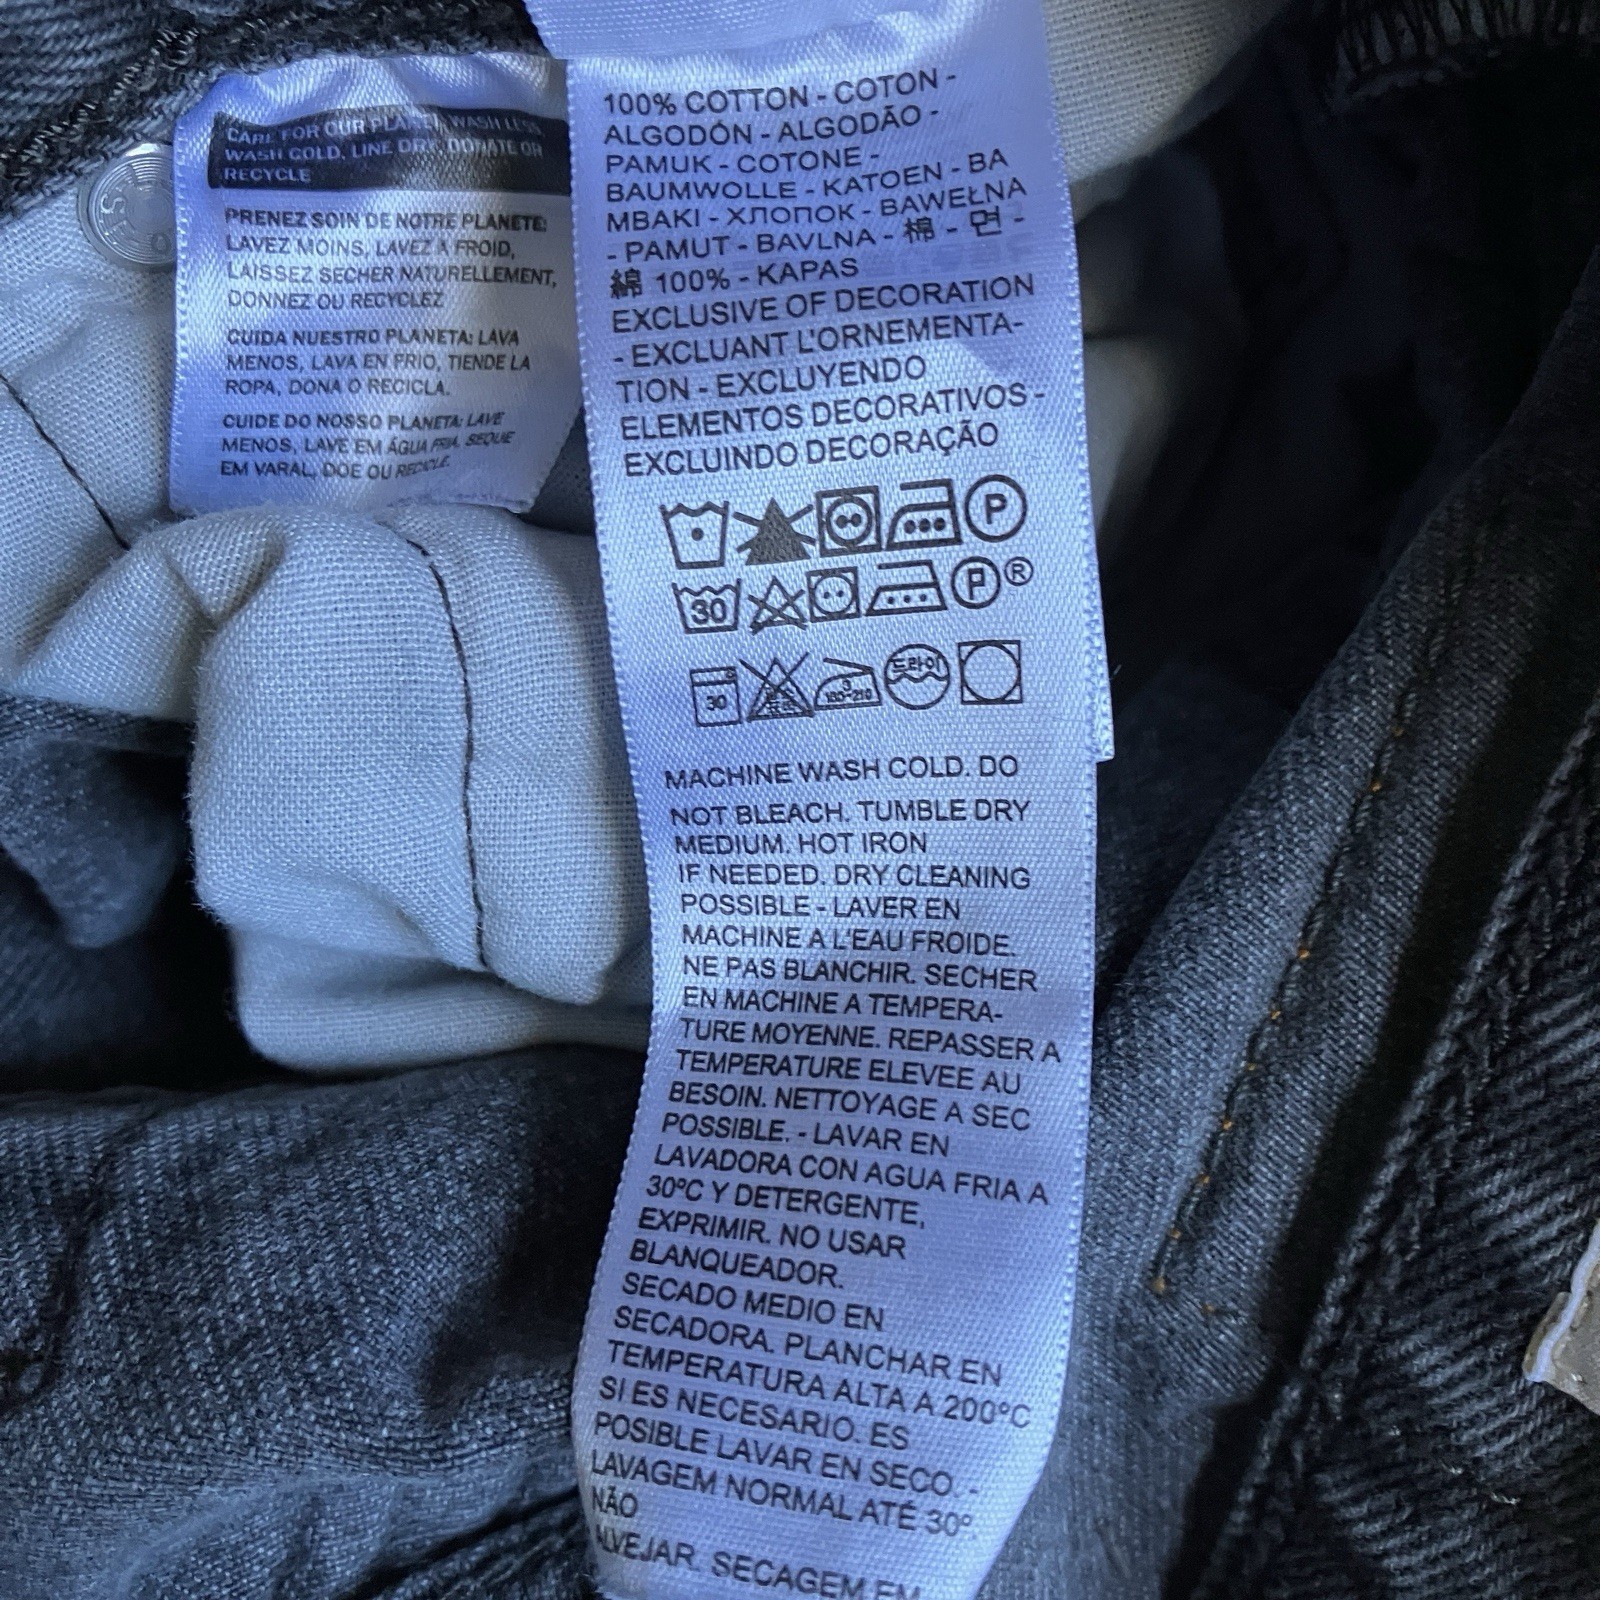 CARE FOR OUR PLANET: WASH LESS,
WASH COLD, LINE DRY, DONATE OR
RECYCLE
PRENEZ SOIN DE NOTRE PLANETE:
LAVEZ MOINS, LAVEZ A FROID,
LAISSEZ SECHER NATURELLEMENT,
DONNEZ OU RECYCLEZ
CUIDA NUESTRO PLANETA: LAVA
MENOS, LAVA EN FRIO, TIENDE LA
ROPA, DONA O RECICLA.
CUIDE DO NOSSO PLANETA: LAVE
MENOS, LAVE EM ÁGUA FRIA, SEQUE
EM VARAL, DOE OU RECICLE.
100% COTTON - COTON -
ALGODÓN - ALGODÃO -
PAMUK - COTONE -
BAUMWOLLE - KATOEN - BA
MBAKI - ХЛОПОК - BAWEŁNA
- PAMUT - BAVLNA - 棉 - 면 -
綿 100% - KAPAS
EXCLUSIVE OF DECORATION
- EXCLUANT L'ORNEMENTA-
TION - EXCLUYENDO
ELEMENTOS DECORATIVOS -
EXCLUINDO DECORAÇÃO
P
30 P ®
30 3 180~210 드라이
MACHINE WASH COLD. DO
NOT BLEACH. TUMBLE DRY
MEDIUM. HOT IRON
IF NEEDED. DRY CLEANING
POSSIBLE - LAVER EN
MACHINE A L'EAU FROIDE.
NE PAS BLANCHIR. SECHER
EN MACHINE A TEMPERA-
TURE MOYENNE. REPASSER A
TEMPERATURE ELEVEE AU
BESOIN. NETTOYAGE A SEC
POSSIBLE. - LAVAR EN
LAVADORA CON AGUA FRIA A
30ºC Y DETERGENTE,
EXPRIMIR. NO USAR
BLANQUEADOR.
SECADO MEDIO EN
SECADORA. PLANCHAR EN
TEMPERATURA ALTA A 200ºC
SI ES NECESARIO. ES
POSIBLE LAVAR EN SECO. -
LAVAGEM NORMAL ATÉ 30º.
NÃO
ALVEJAR. SECAGEM EM